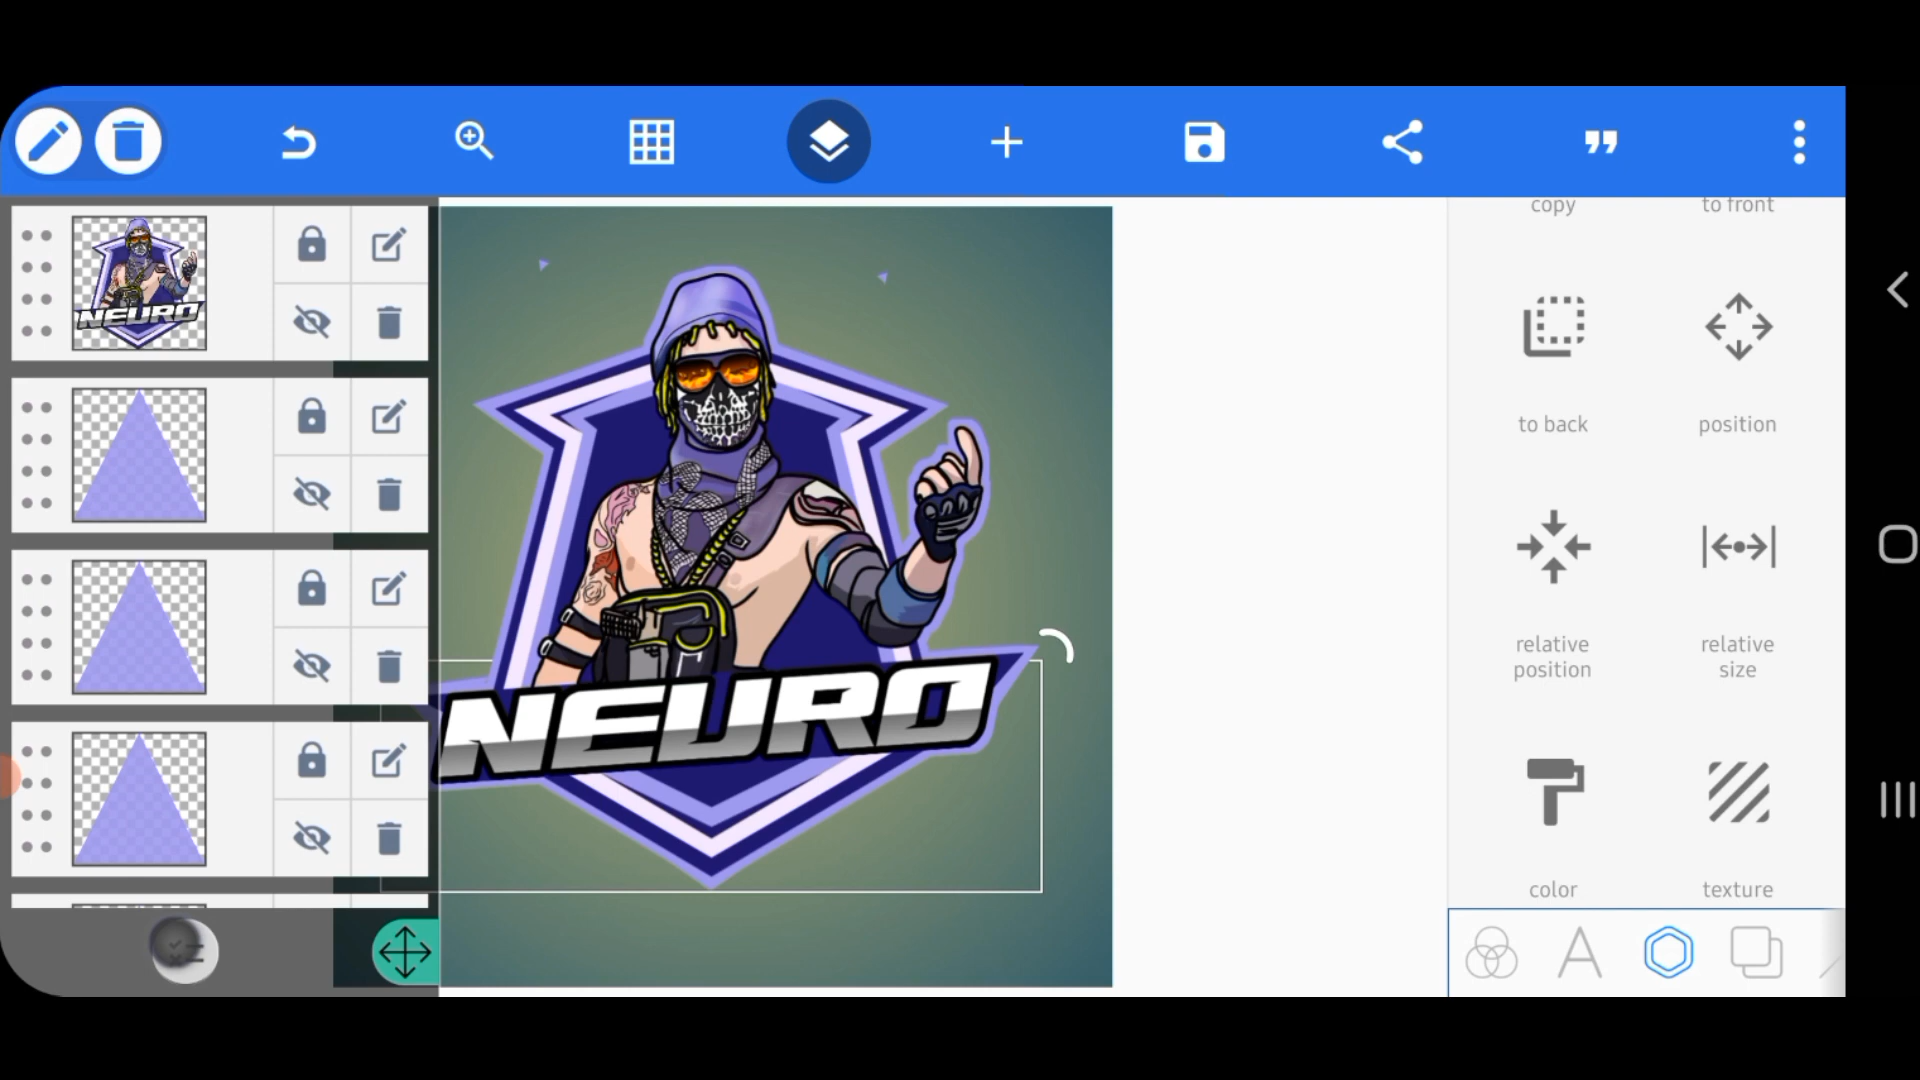 copy
to front
NEURO
NEURO
to back
position
relative
position
relative
size
color
texture